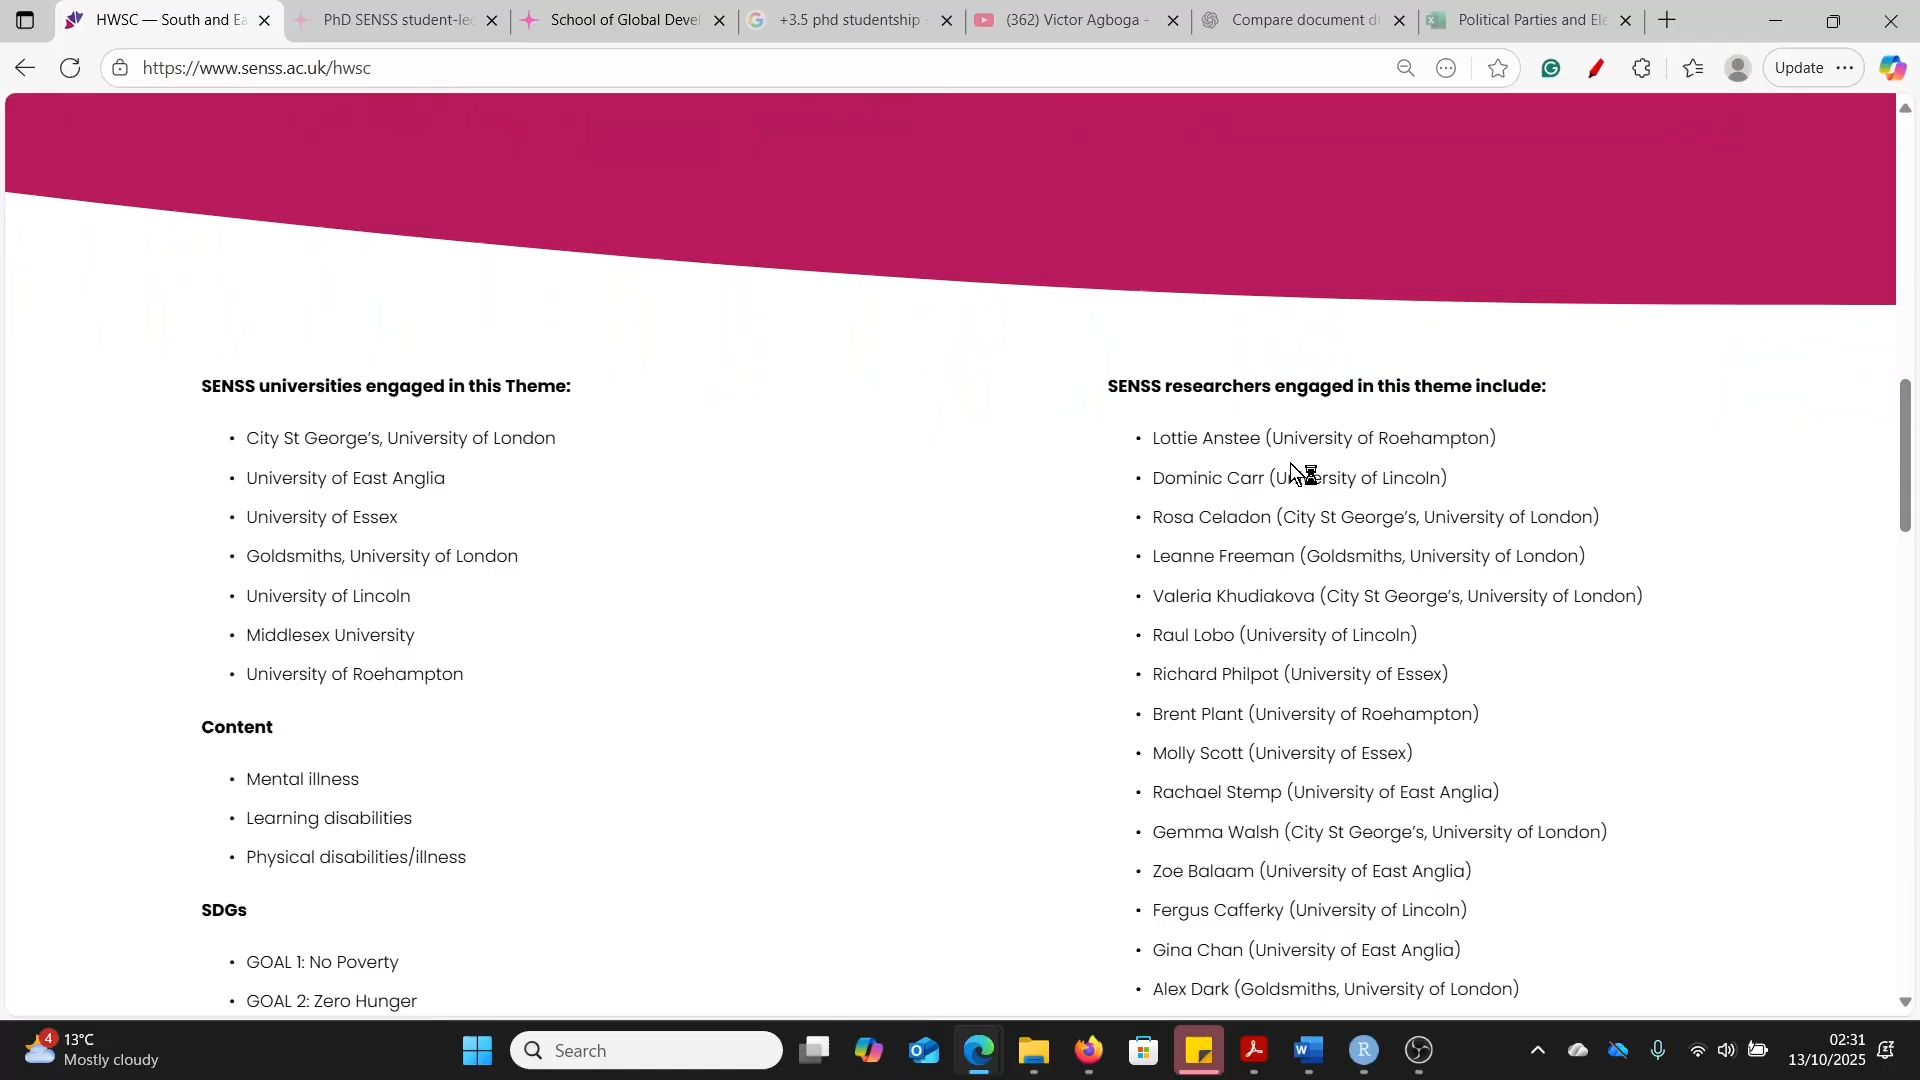 HWSC — South and Ea
PhD SENSS student-led
School of Global Devel
+3.5 phd studentship -
(362) Victor Agboga -
Compare document di
Political Parties and Ele
https://www.senss.ac.uk/hwsc
Update
SENSS universities engaged in this Theme:
• City St George's, University of London
• University of East Anglia
• University of Essex
• Goldsmiths, University of London
• University of Lincoln
• Middlesex University
• University of Roehampton
Content
• Mental illness
• Learning disabilities
• Physical disabilities/illness
SDGs
• GOAL 1: No Poverty
• GOAL 2: Zero Hunger
SENSS researchers engaged in this theme include:
• Lottie Anstee (University of Roehampton)
• Dominic Carr (University of Lincoln)
• Rosa Celadon (City St George's, University of London)
• Leanne Freeman (Goldsmiths, University of London)
• Valeria Khudiakova (City St George's, University of London)
• Raul Lobo (University of Lincoln)
• Richard Philpot (University of Essex)
• Brent Plant (University of Roehampton)
• Molly Scott (University of Essex)
• Rachael Stemp (University of East Anglia)
• Gemma Walsh (City St George's, University of London)
• Zoe Balaam (University of East Anglia)
• Fergus Cafferky (University of Lincoln)
• Gina Chan (University of East Anglia)
• Alex Dark (Goldsmiths, University of London)
4
13°C
Mostly cloudy
Search
02:31
13/10/2025